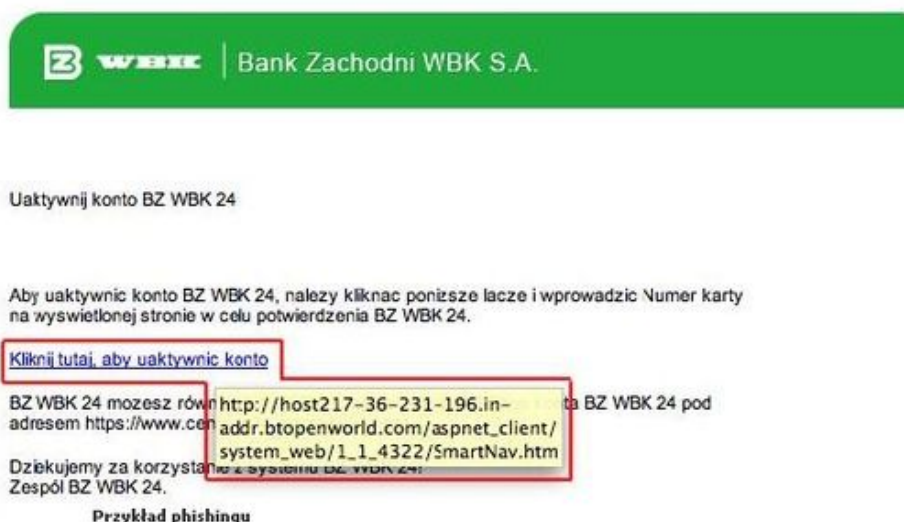 WBK Bank Zachodni WBK S.A.
Uaktywnij konto BZ WBK 24
Aby uaktywnic konto BZ WBK 24, nalezy kliknac ponizsze lacze i wprowadzic Numer karty
na wyswietlonej stronie w celu potwierdzenia BZ WBK 24.
Kliknij tutaj, aby uaktywnic konto
BZ WBK 24 mozesz równ http://host217-36-231-196.in- ta BZ WBK 24 pod
adresem https://www.cen addr.btopenworld.com/aspnet_client/
system_web/1_1_4322/SmartNav.htm
Dziekujemy za korzystanie z systemu BZ WBK 24!
Zespól BZ WBK 24.
Przykład phishingu